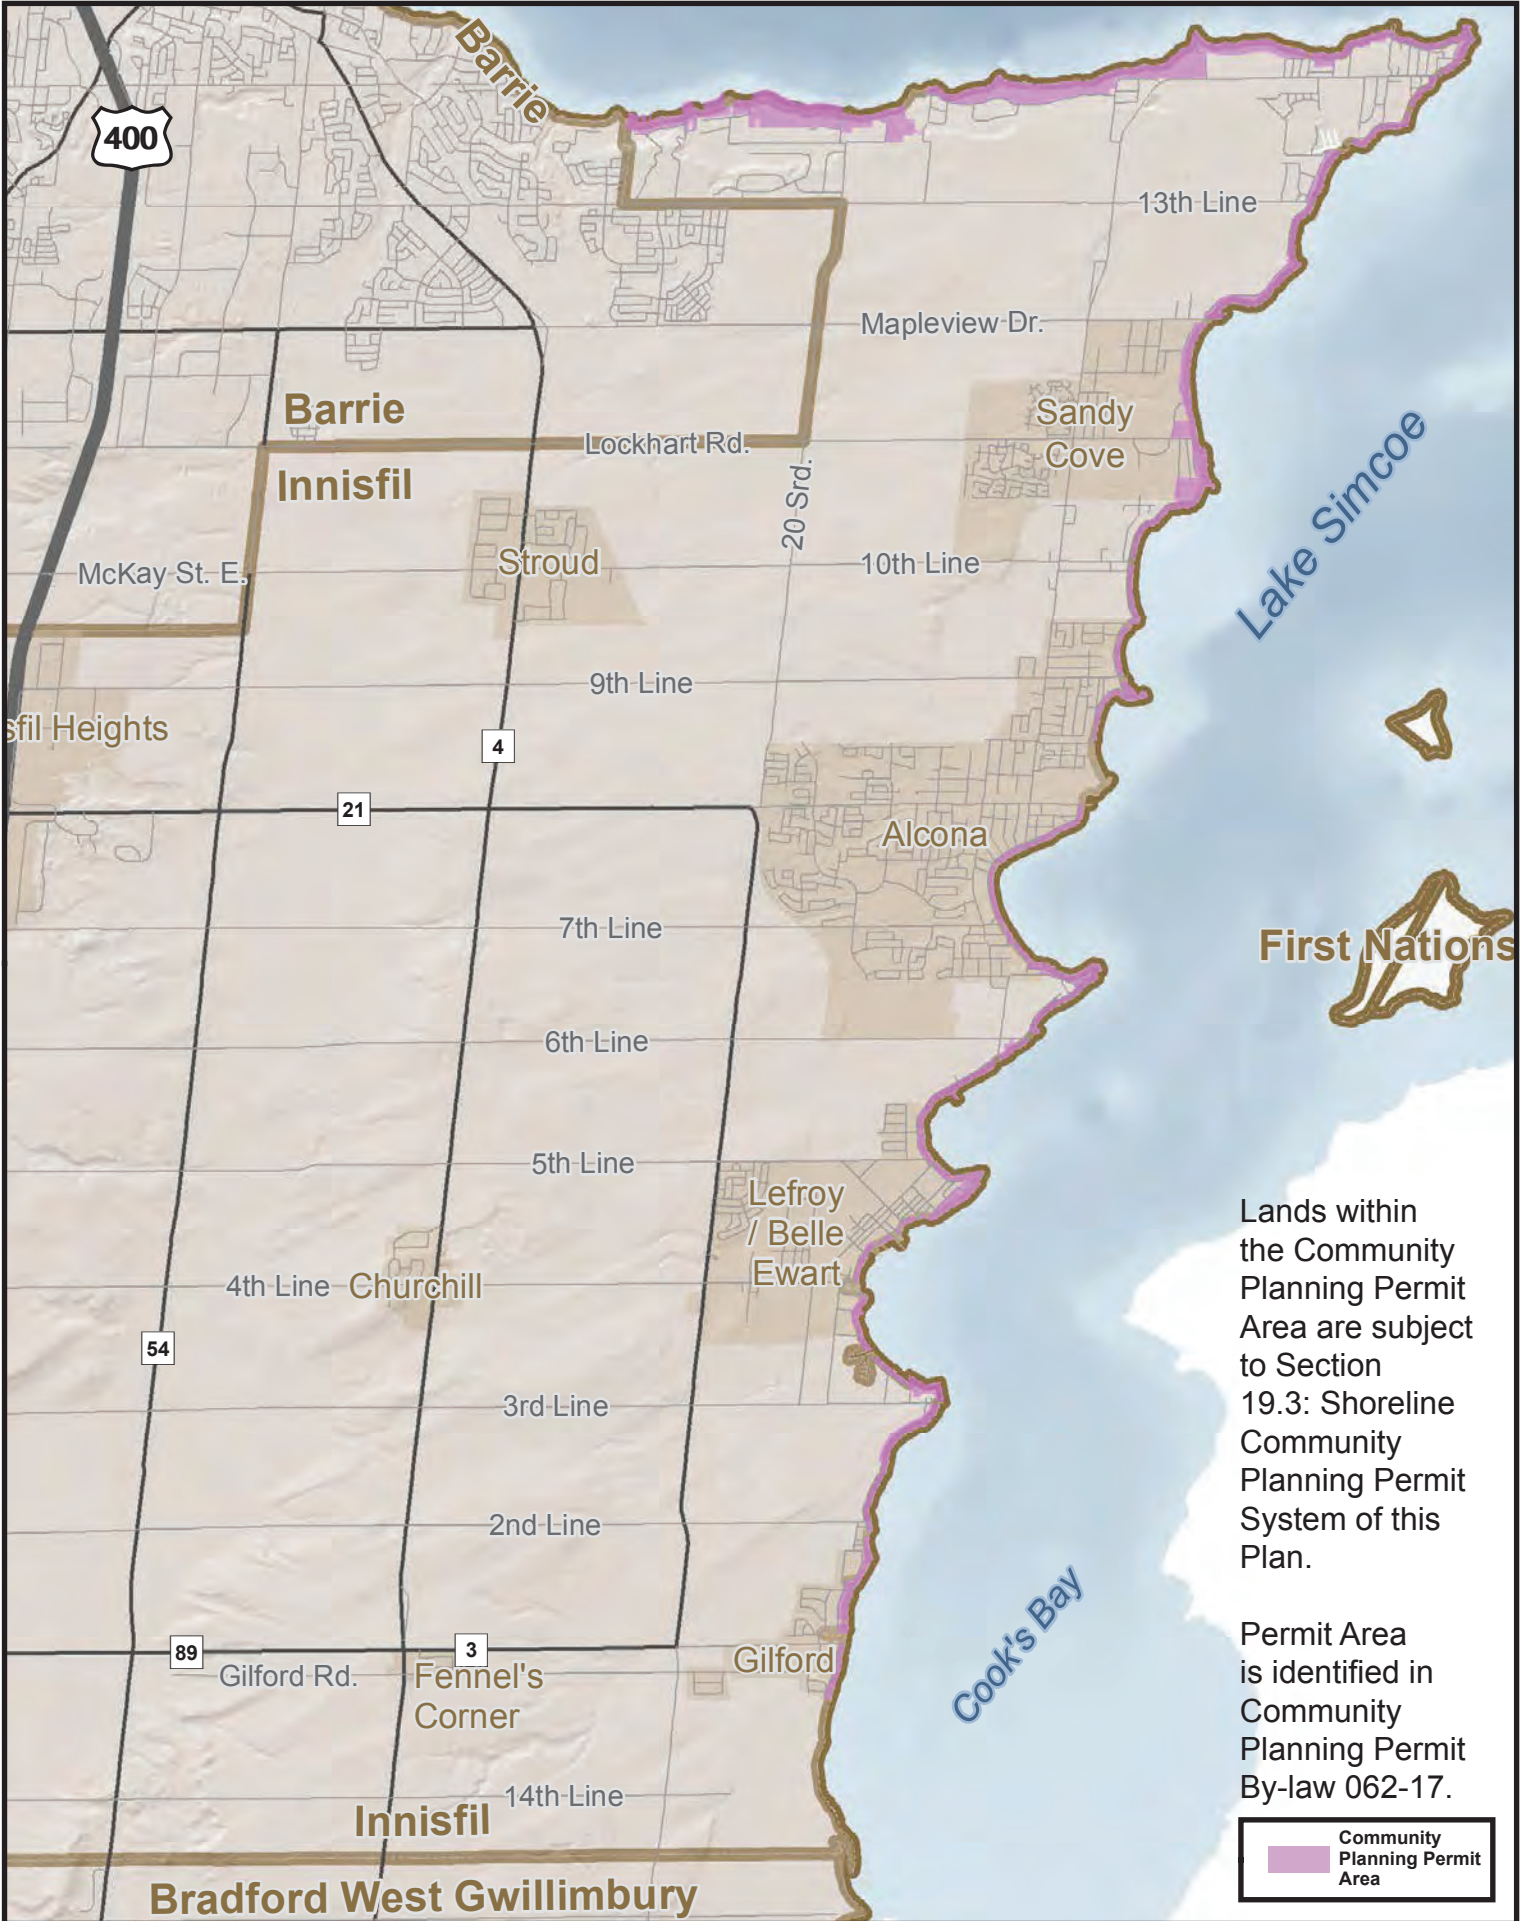 Barrie
400
13th Line
Mapleview Dr.
Barrie
Sandy
Cove
Lockhart Rd.
Innisfil
Lake Simcoe
20 Srd.
Stroud
10th Line
McKay St. E.
9th Line
sfil Heights
4
21
Alcona
7th Line
First Nations
6th Line
5th Line
Lefroy
/ Belle
Ewart
4th Line
Churchill
54
3rd Line
2nd Line
Cook's Bay
89
3
Gilford Rd.
Fennel's
Corner
Gilford
14th Line
Innisfil
Bradford West Gwillimbury
Lands within
the Community
Planning Permit
Area are subject
to Section
19.3: Shoreline
Community
Planning Permit
System of this
Plan.
Permit Area
is identified in
Community
Planning Permit
By-law 062-17.
Community
Planning Permit
Area